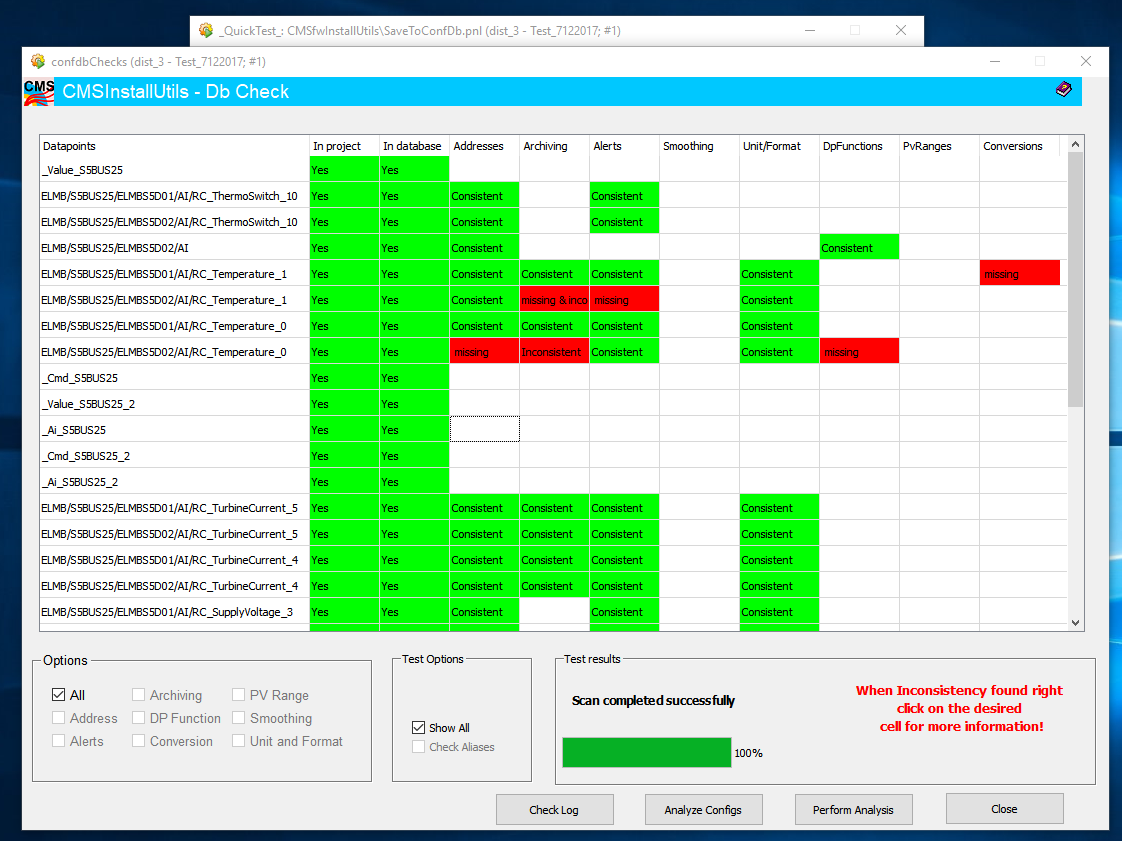 _QuickTest_: CMSfwInstallUtils\SaveToConfDb.pnl (dist_3 - Test_7122017; #1)
confdbChecks (dist_3 - Test_7122017; #1)
CMS CMSInstallUtils - Db Check
Datapoints In project In database Addresses Archiving Alerts Smoothing Unit/Format DpFunctions PvRanges Conversions
_Value_S5BUS25 Yes Yes
ELMB/S5BUS25/ELMBS5D01/AI/RC_ThermoSwitch_10 Yes Yes Consistent Consistent
ELMB/S5BUS25/ELMBS5D02/AI/RC_ThermoSwitch_10 Yes Yes Consistent Consistent
ELMB/S5BUS25/ELMBS5D02/AI Yes Yes Consistent Consistent
ELMB/S5BUS25/ELMBS5D01/AI/RC_Temperature_1 Yes Yes Consistent Consistent Consistent Consistent missing
ELMB/S5BUS25/ELMBS5D02/AI/RC_Temperature_1 Yes Yes Consistent missing & inco missing Consistent
ELMB/S5BUS25/ELMBS5D01/AI/RC_Temperature_0 Yes Yes Consistent Consistent Consistent Consistent
ELMB/S5BUS25/ELMBS5D02/AI/RC_Temperature_0 Yes Yes missing Inconsistent Consistent Consistent missing
_Cmd_S5BUS25 Yes Yes
_Value_S5BUS25_2 Yes Yes
_Ai_S5BUS25 Yes Yes
_Cmd_S5BUS25_2 Yes Yes
_Ai_S5BUS25_2 Yes Yes
ELMB/S5BUS25/ELMBS5D01/AI/RC_TurbineCurrent_5 Yes Yes Consistent Consistent Consistent Consistent
ELMB/S5BUS25/ELMBS5D02/AI/RC_TurbineCurrent_5 Yes Yes Consistent Consistent Consistent Consistent
ELMB/S5BUS25/ELMBS5D01/AI/RC_TurbineCurrent_4 Yes Yes Consistent Consistent Consistent Consistent
ELMB/S5BUS25/ELMBS5D02/AI/RC_TurbineCurrent_4 Yes Yes Consistent Consistent Consistent Consistent
ELMB/S5BUS25/ELMBS5D01/AI/RC_SupplyVoltage_3 Yes Yes Consistent Consistent Consistent
Options
All Archiving PV Range
Address DP Function Smoothing
Alerts Conversion Unit and Format
Test Options
Show All
Check Aliases
Test results
Scan completed successfully
100%
When Inconsistency found right
click on the desired
cell for more information!
Check Log Analyze Configs Perform Analysis Close